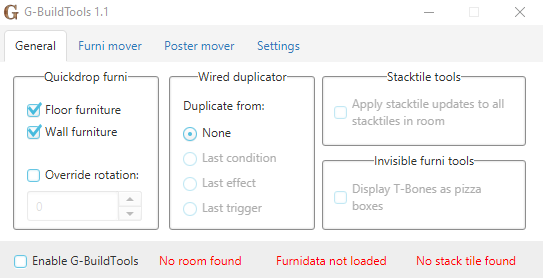 G-BuildTools 1.1
General
Furni mover
Poster mover
Settings
Quickdrop furni
Floor furniture
Wall furniture
Override rotation:
0
Wired duplicator
Duplicate from:
None
Last condition
Last effect
Last trigger
Stacktile tools
Apply stacktile updates to all
stacktiles in room
Invisible furni tools
Display T-Bones as pizza
boxes
Enable G-BuildTools
No room found
Furnidata not loaded
No stack tile found